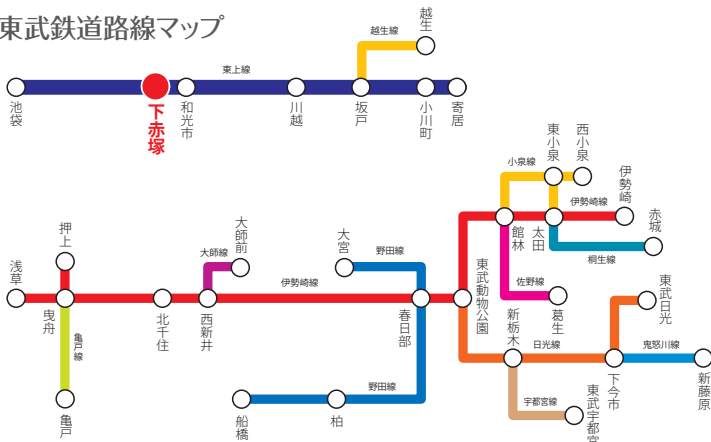 東武鉄道路線マップ
越生
越生線
東上線
池袋
下赤塚
和光市
川越
坂戸
小川町
寄居
東小泉
西小泉
小泉線
伊勢崎
伊勢崎線
赤城
館林
太田
桐生線
押上
大師前
大宮
野田線
大師線
浅草
伊勢崎線
東武動物公園
佐野線
葛生
東武日光
曳舟
北千住
西新井
春日部
新栃木
日光線
鬼怒川線
亀戸線
下今市
新藤原
野田線
宇都宮線
亀戸
船橋
柏
東武宇都宮